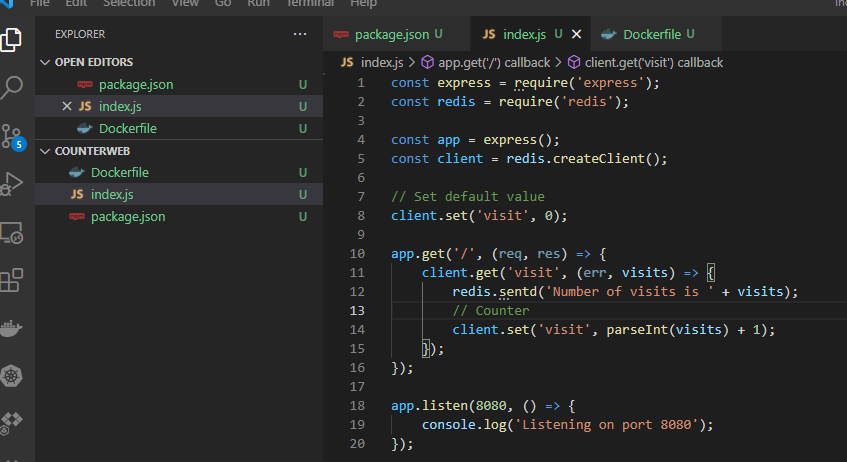 File Edit Selection View Go Run Terminal Help
EXPLORER ···
OPEN EDITORS
package.json U
JS index.js U
Dockerfile U
COUNTERWEB
Dockerfile U
JS index.js U
package.json U
5
package.json U JS index.js U Dockerfile U
JS index.js > app.get('/') callback > client.get('visit') callback
1 const express = require('express');
2 const redis = require('redis');
3
4 const app = express();
5 const client = redis.createClient();
6
7 // Set default value
8 client.set('visit', 0);
9
10 app.get('/', (req, res) => {
11 client.get('visit', (err, visits) => {
12 redis.sentd('Number of visits is ' + visits);
13 // Counter
14 client.set('visit', parseInt(visits) + 1);
15 });
16 });
17
18 app.listen(8080, () => {
19 console.log('Listening on port 8080');
20 });